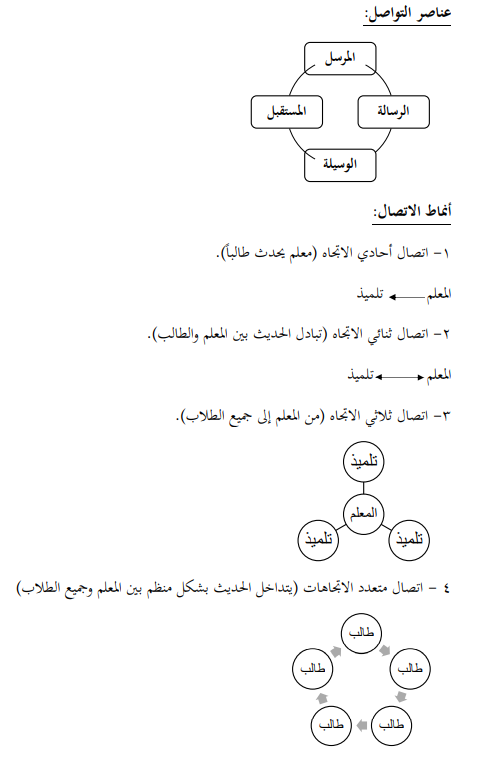 عناصر التواصل:
المرسل
الرسالة
المستقبل
الوسيلة
أنماط الاتصال:
١- اتصال أحادي الاتجاه (معلم يحدث طالباً).
المعلم تلميذ
٢- اتصال ثنائي الاتجاه (تبادل الحديث بين المعلم والطالب).
المعلم تلميذ
٣- اتصال ثلاثي الاتجاه (من المعلم إلى جميع الطلاب).
تلميذ
المعلم
تلميذ
تلميذ
٤ - اتصال متعدد الاتجاهات (يتداخل الحديث بشكل منظم بين المعلم وجميع الطلاب)
طالب
طالب
طالب
طالب
طالب